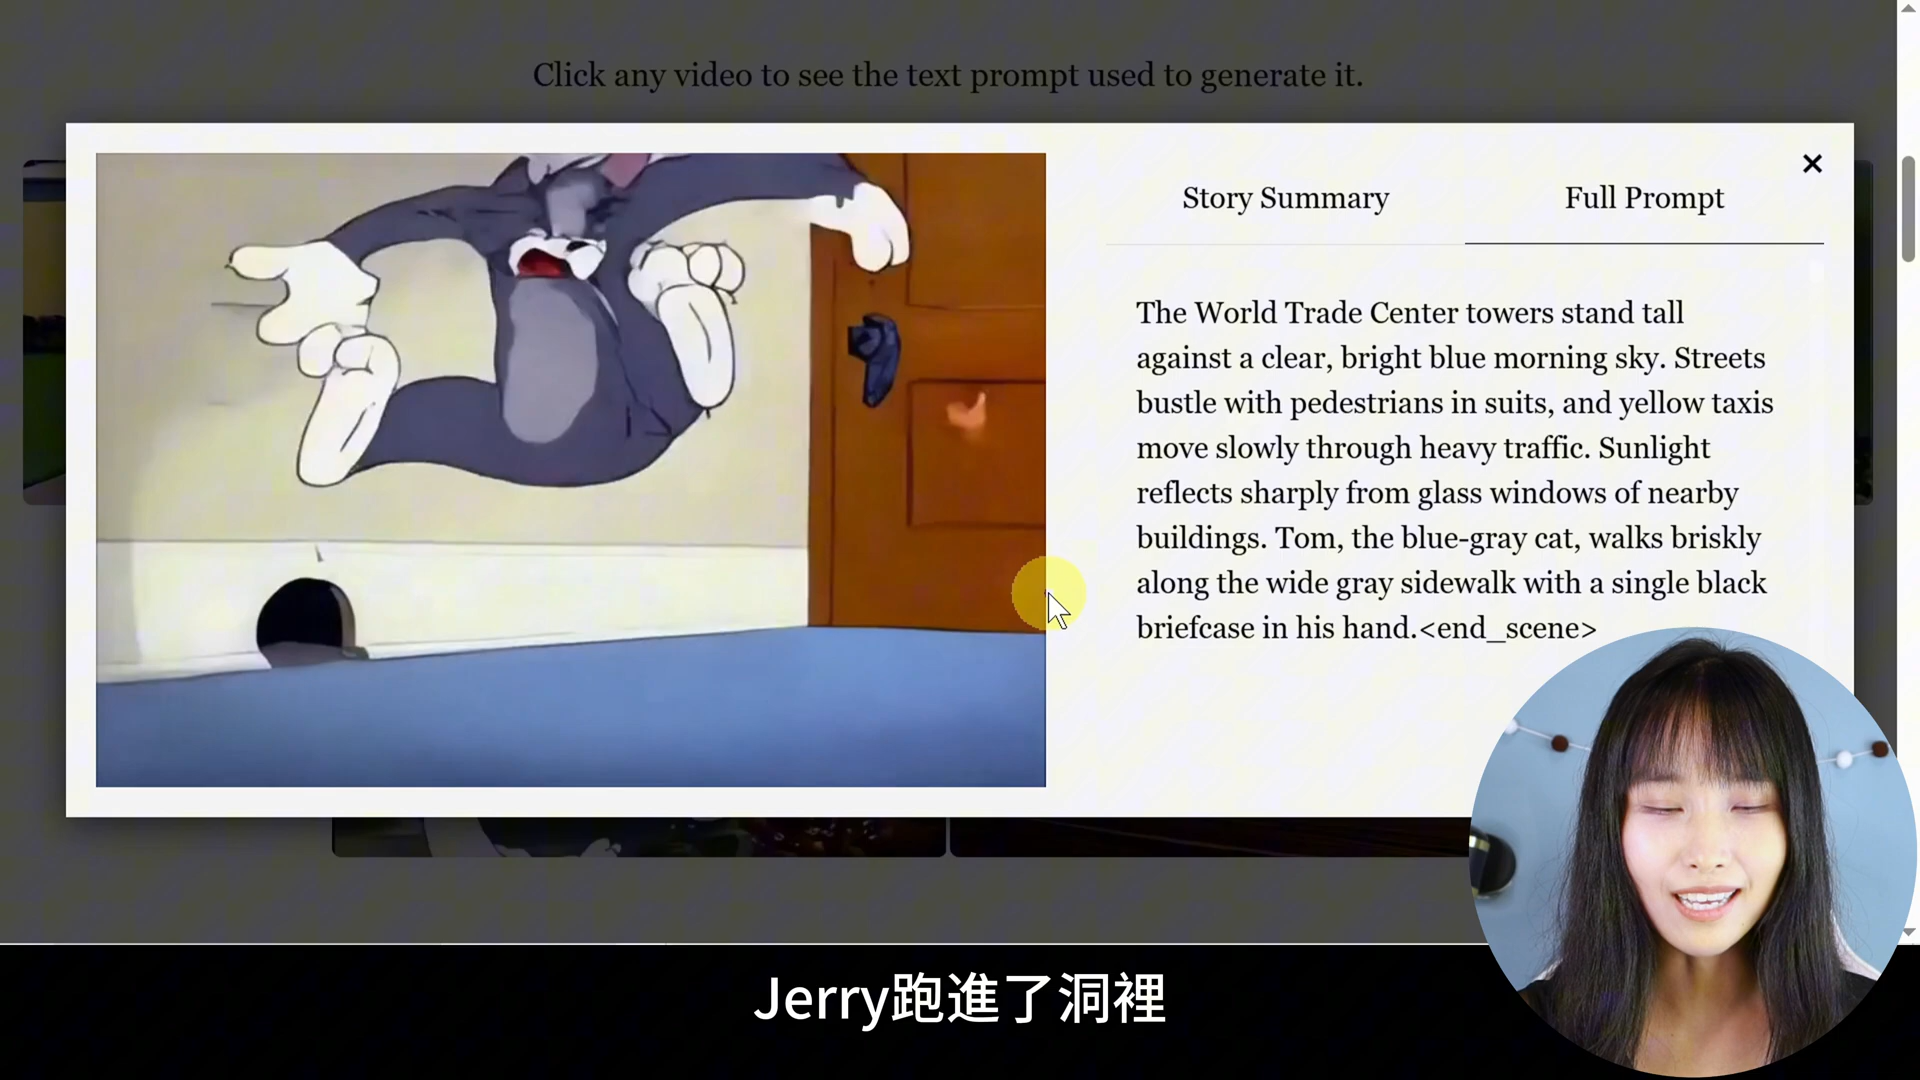 Click any video to see the text prompt used to generate it.
Story Summary
Full Prompt
The World Trade Center towers stand tall
against a clear, bright blue morning sky. Streets
bustle with pedestrians in suits, and yellow taxis
move slowly through heavy traffic. Sunlight
reflects sharply from glass windows of nearby
buildings. Tom, the blue-gray cat, walks briskly
along the wide gray sidewalk with a single black
briefcase in his hand.<end_scene>
Jerry跑進了洞裡